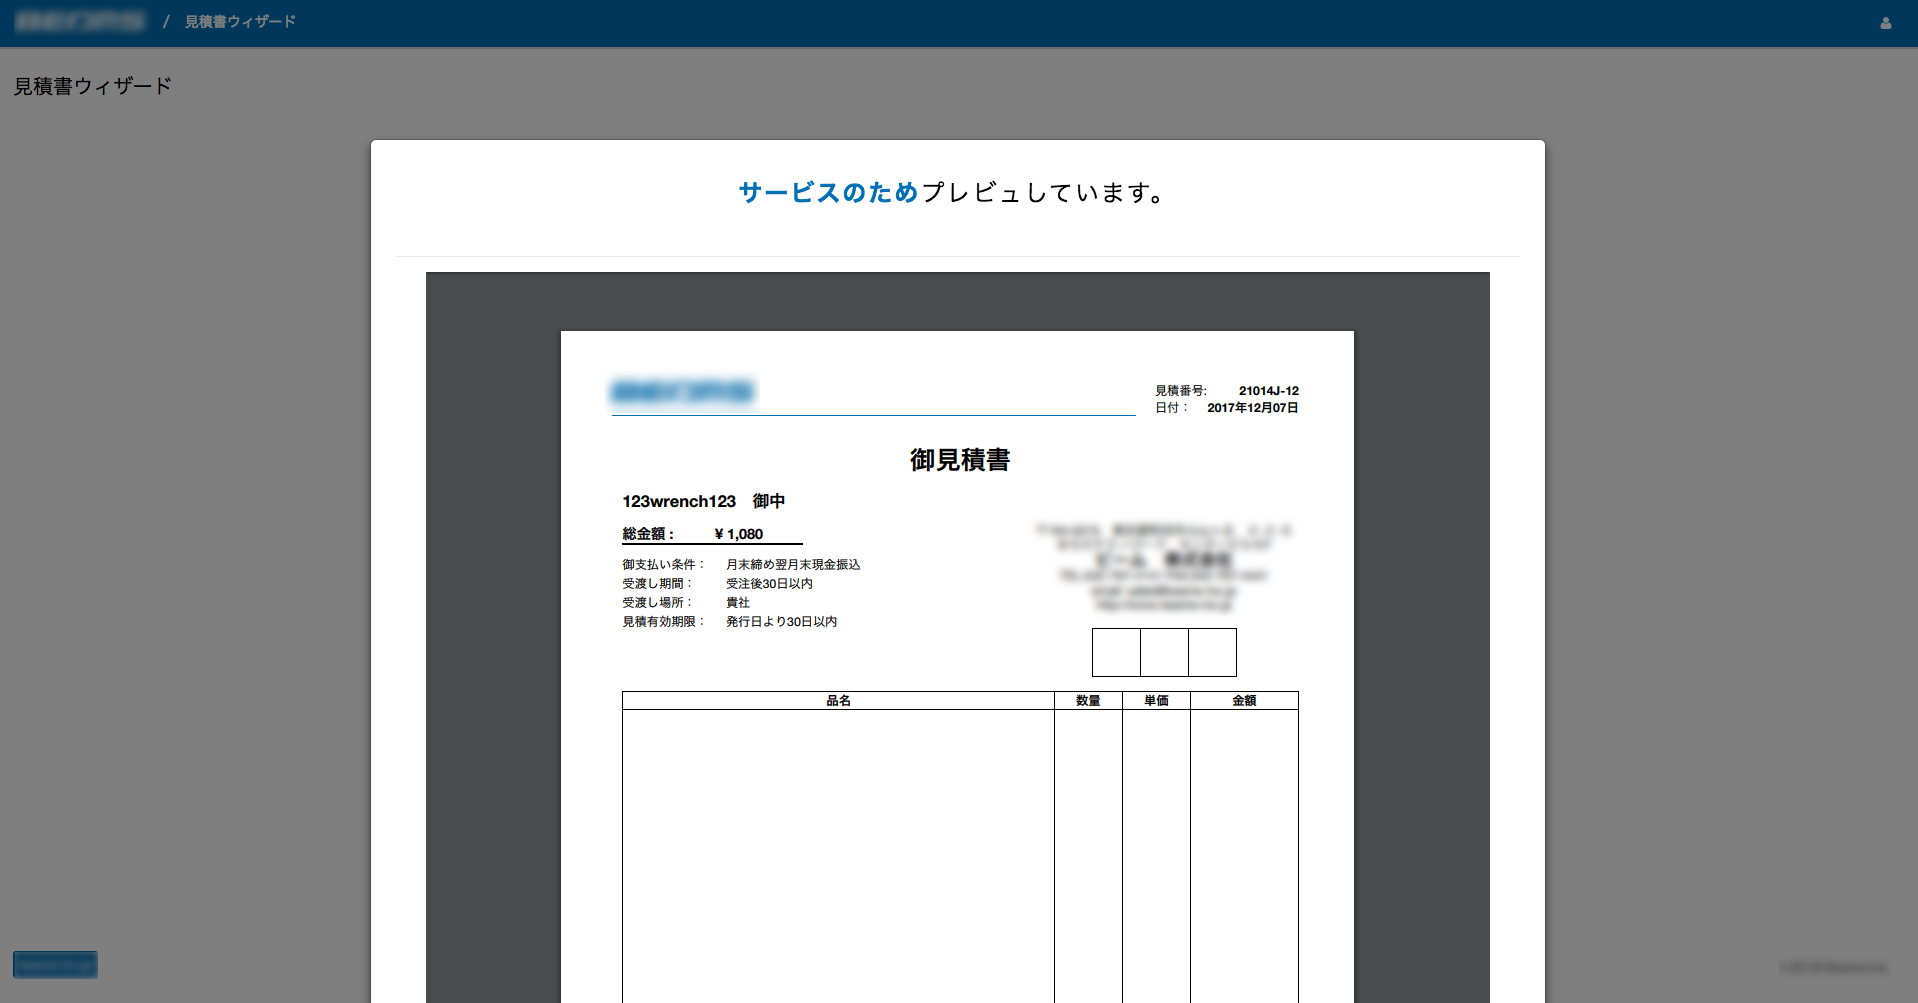 / 見積書ウィザード
見積書ウィザード
サービスのためプレビュしています。
見積番号: 21014J-12
日付： 2017年12月07日
御見積書
123wrench123 御中
総金額： ¥ 1,080
御支払い条件： 月末締め翌月末現金振込
受渡し期間： 受注後30日以内
受渡し場所： 貴社
見積有効期限： 発行日より30日以内
品名 数量 単価 金額